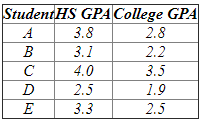 Student HS GPA College GPA
A 3.8 2.8
B 3.1 2.2
C 4.0 3.5
D 2.5 1.9
E 3.3 2.5